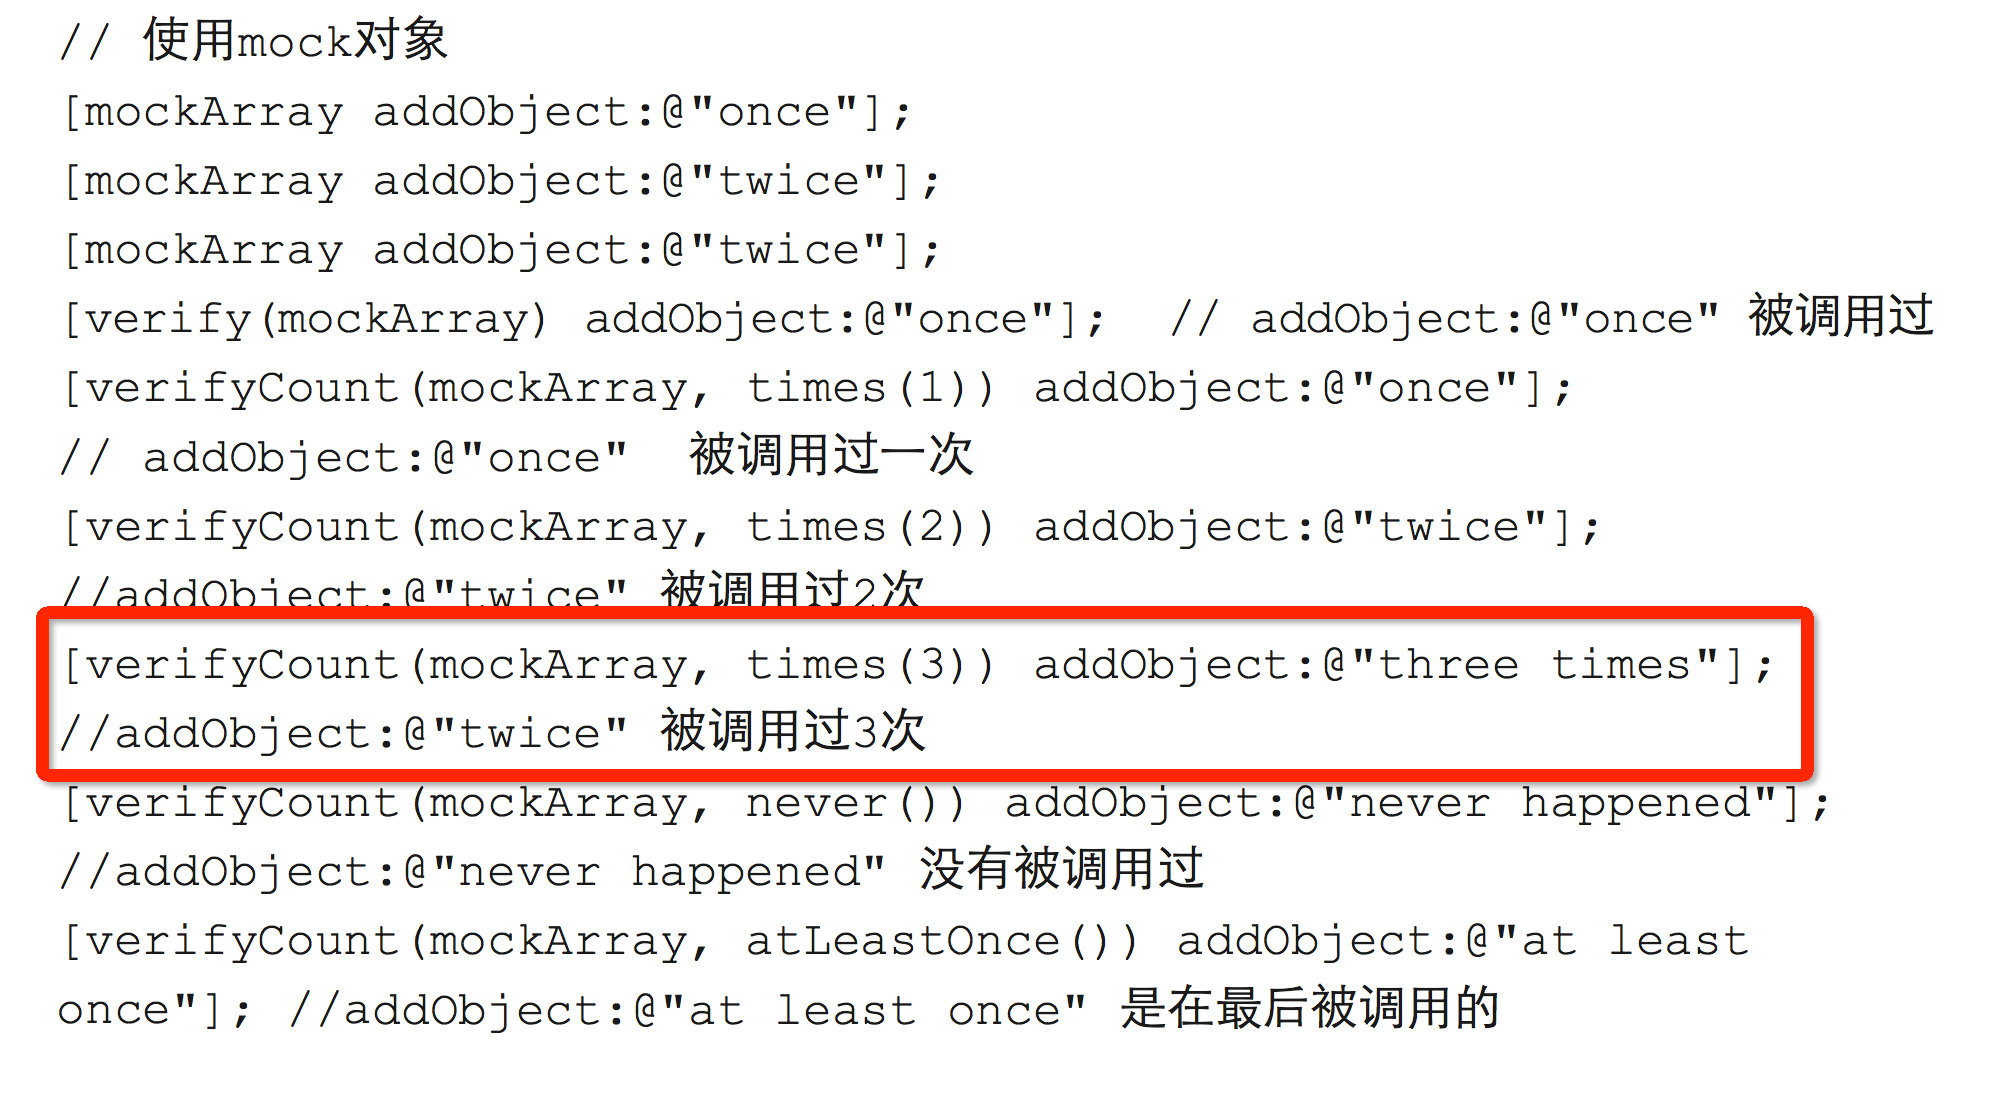 // 使用mock对象
[mockArray addObject:@"once"];
[mockArray addObject:@"twice"];
[mockArray addObject:@"twice"];
[verify(mockArray) addObject:@"once"];  // addObject:@"once" 被调用过
[verifyCount(mockArray, times(1)) addObject:@"once"];
// addObject:@"once"  被调用过一次
[verifyCount(mockArray, times(2)) addObject:@"twice"];
//addObject:@"twice" 被调用过2次
[verifyCount(mockArray, times(3)) addObject:@"three times"];
//addObject:@"twice" 被调用过3次
[verifyCount(mockArray, never()) addObject:@"never happened"];
//addObject:@"never happened" 没有被调用过
[verifyCount(mockArray, atLeastOnce()) addObject:@"at least
once"]; //addObject:@"at least once" 是在最后被调用的